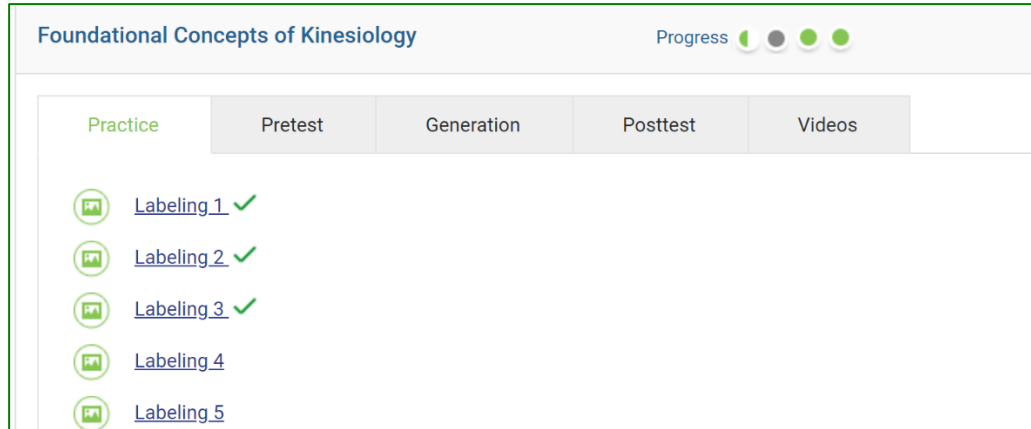 Foundational Concepts of Kinesiology Progress
Practice Pretest Generation Posttest Videos
Labeling 1
Labeling 2
Labeling 3
Labeling 4
Labeling 5